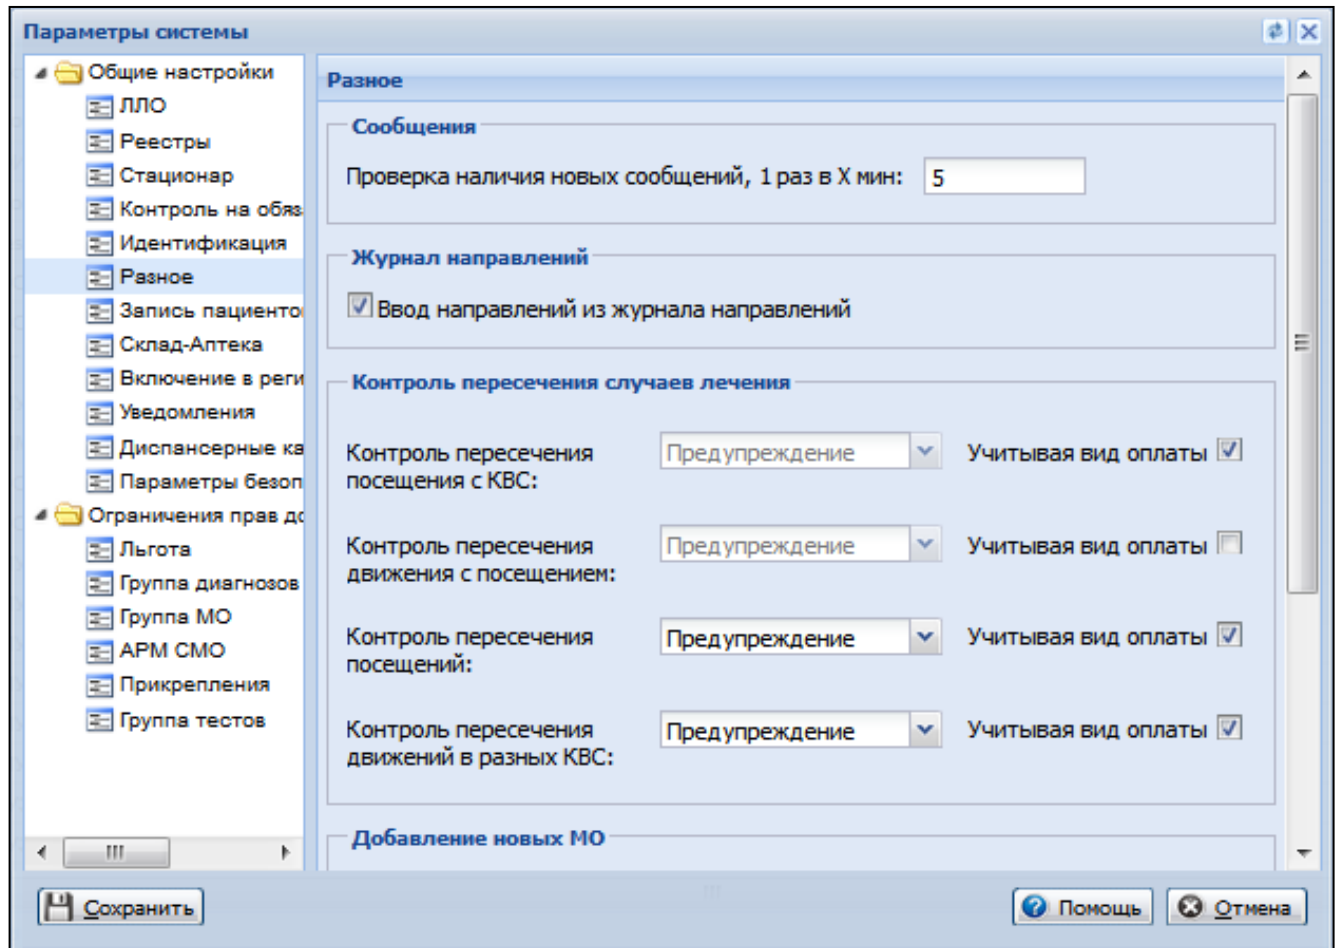 Параметры системы
Общие настройки
ЛЛО
Реестры
Стационар
Контроль на обяз
Идентификация
Разное
Запись пациенто
Склад-Аптека
Включение в реги
Уведомления
Диспансерные ка
Параметры безоп
Ограничения прав до
Льгота
Группа диагнозов
Группа МО
АРМ СМО
Прикрепления
Группа тестов
Разное
Сообщения
Проверка наличия новых сообщений, 1 раз в X мин: 5
Журнал направлений
Ввод направлений из журнала направлений
Контроль пересечения случаев лечения
Контроль пересечения посещения с КВС: Предупреждение Учитывая вид оплаты
Контроль пересечения движения с посещением: Предупреждение Учитывая вид оплаты
Контроль пересечения посещений: Предупреждение Учитывая вид оплаты
Контроль пересечения движений в разных КВС: Предупреждение Учитывая вид оплаты
Добавление новых МО
Сохранить
Помощь
Отмена